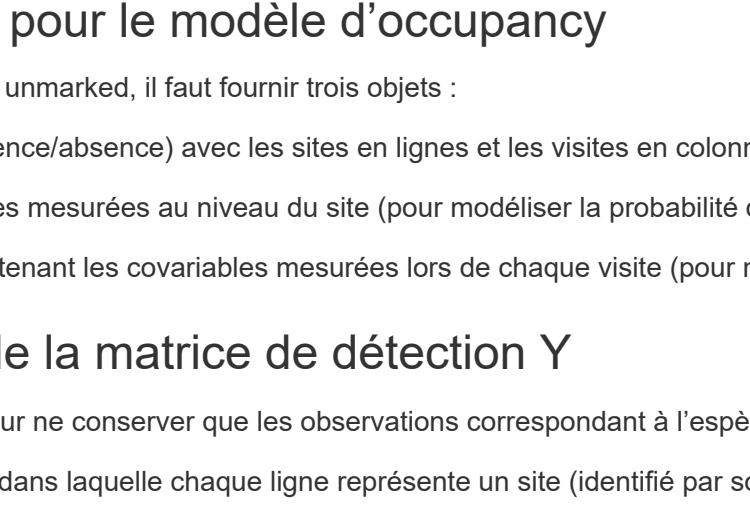 pour le modèle d’occupancy
unmarked, il faut fournir trois objets :
ence/absence) avec les sites en lignes et les visites en colonn
es mesurées au niveau du site (pour modéliser la probabilité
tenant les covariables mesurées lors de chaque visite (pour
de la matrice de détection Y
ur ne conserver que les observations correspondant à l’espè
dans laquelle chaque ligne représente un site (identifié par so